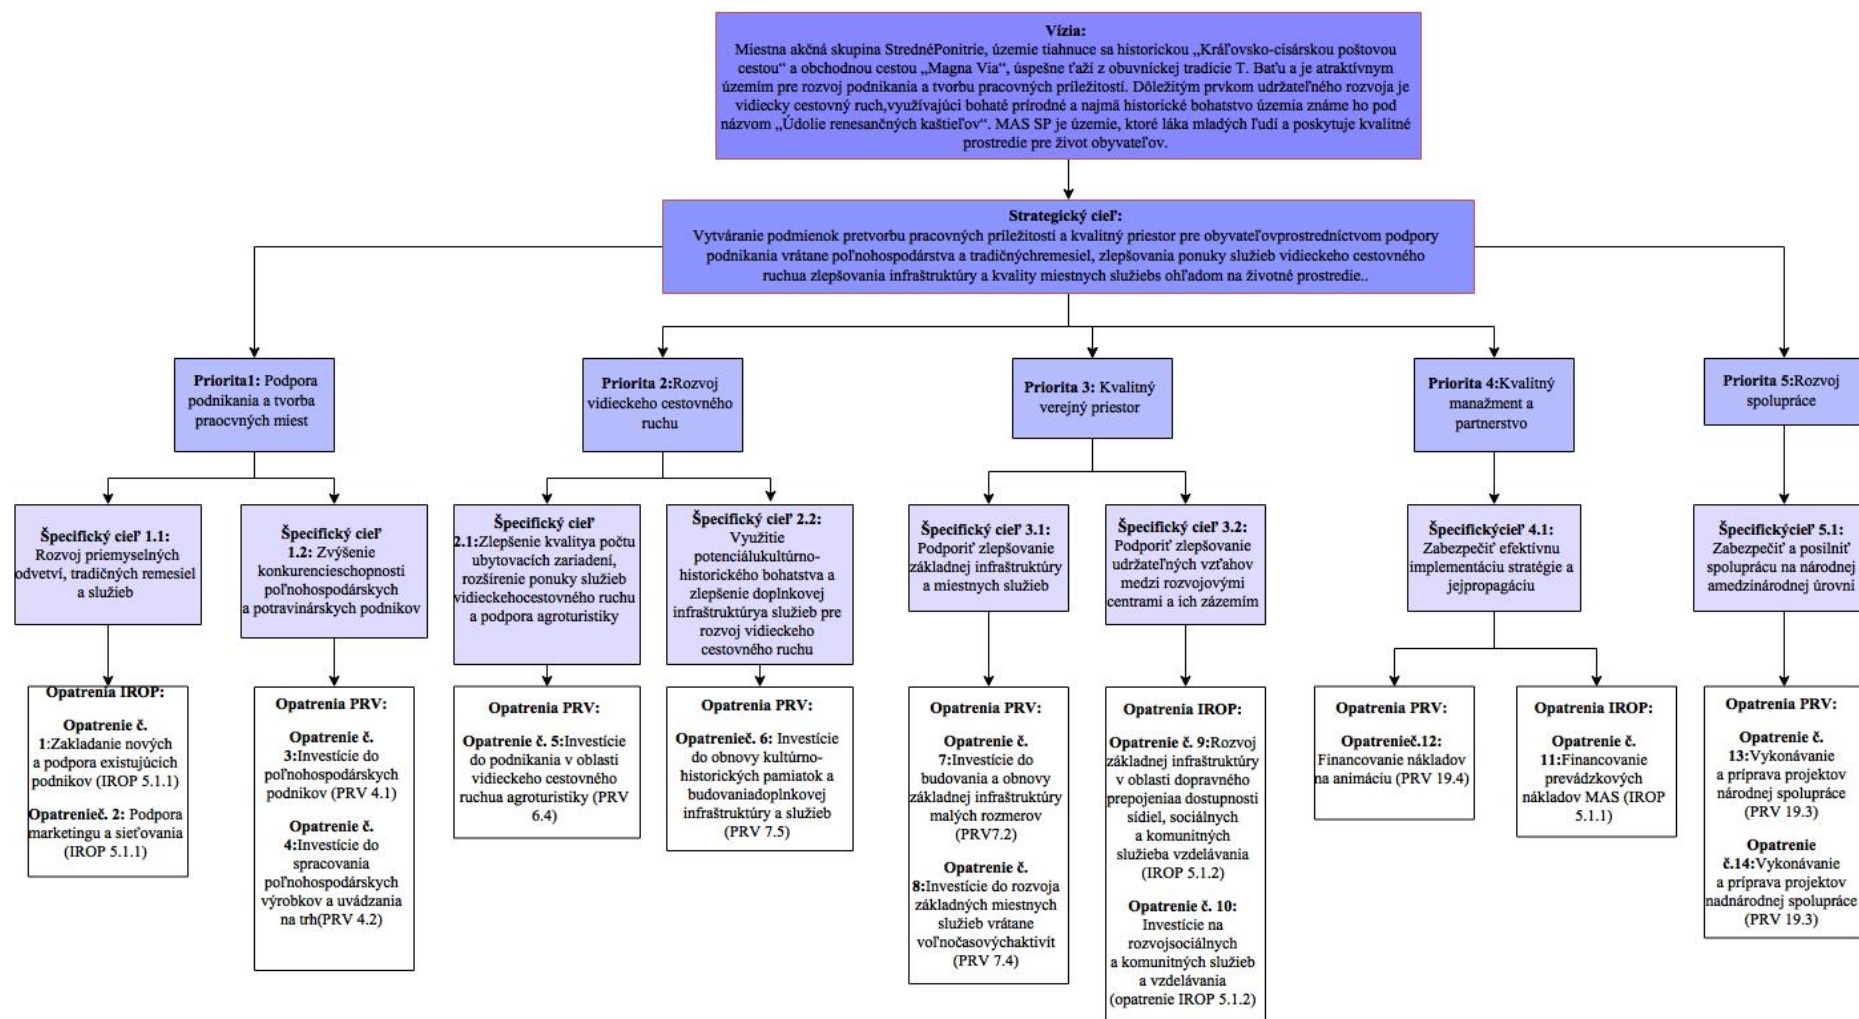 Vízia:
Miestna akčná skupina StrednéPonitrie, územie tiahnuce sa historickou „Kráľovsko-cisárskou poštovou
cestou“ a obchodnou cestou „Magna Via“, úspešne ťaží z obuvníckej tradície T. Baťu a je atraktívnym
územím pre rozvoj podnikania a tvorbu pracovných príležitostí. Dôležitým prvkom udržateľného rozvoja je
vidiecky cestovný ruch,využívajúci bohaté prírodné a najmä historické bohatstvo územia známe ho pod
názvom „Údolie renesančných kaštieľov“. MAS SP je územie, ktoré láka mladých ľudí a poskytuje kvalitné
prostredie pre život obyvateľov.
Strategický cieľ:
Vytváranie podmienok pretvorbu pracovných príležitostí a kvalitný priestor pre obyvateľovprostredníctvom podpory
podnikania vrátane poľnohospodárstva a tradičnýchremesiel, zlepšovania ponuky služieb vidieckeho cestovného
ruchua zlepšovania infraštruktúry a kvality miestnych služiebs ohľadom na životné prostredie..
Priorita1: Podpora
podnikania a tvorba
praocvných miest
Priorita 2:Rozvoj
vidieckeho cestovného
ruchu
Priorita 3: Kvalitný
verejný priestor
Priorita 4:Kvalitný
manažment a
partnerstvo
Priorita 5:Rozvoj
spolupráce
Špecifický cieľ 1.1:
Rozvoj priemyselných
odvetví, tradičných remesiel
a služieb
Špecifický cieľ
1.2: Zvýšenie
konkurencieschopnosti
poľnohospodárskych
a potravinárskych podnikov
Špecifický cieľ
2.1:Zlepšenie kvalitya počtu
ubytovacích zariadení,
rozšírenie ponuky služieb
vidieckehocestovného ruchu
a podpora agroturistiky
Špecifický cieľ 2.2:
Využitie
potenciálukultúrno-
historického bohatstva a
zlepšenie doplnkovej
infraštruktúrya služieb pre
rozvoj vidieckeho
cestovného ruchu
Špecifický cieľ 3.1:
Podporiť zlepšovanie
základnej infraštruktúry
a miestnych služieb
Špecifický cieľ 3.2:
Podporiť zlepšovanie
udržateľných vzťahov
medzi rozvojovými
centrami a ich zázemím
Špecifickýcieľ 4.1:
Zabezpečiť efektívnu
implementáciu stratégie a
jejpropagáciu
Špecifickýcieľ 5.1:
Zabezpečiť a posilniť
spoluprácu na národnej
amedzinárodnej úrovni
Opatrenia IROP:
Opatrenie č.
1:Zakladanie nových
a podpora existujúcich
podnikov (IROP 5.1.1)
Opatrenieč. 2: Podpora
marketingu a sieťovania
(IROP 5.1.1)
Opatrenia PRV:
Opatrenie č.
3:Investície do
poľnohospodárskych
podnikov (PRV 4.1)
Opatrenie č.
4:Investície do
spracovania
poľnohospodárskych
výrobkov a uvádzania
na trh(PRV 4.2)
Opatrenia PRV:
Opatrenie č. 5:Investície
do podnikania v oblasti
vidieckeho cestovného
ruchua agroturistiky (PRV
6.4)
Opatrenia PRV:
Opatrenieč. 6: Investície
do obnovy kultúrno-
historických pamiatok a
budovaniadoplnkovej
infraštruktúry a služieb
(PRV 7.5)
Opatrenia PRV:
Opatrenie č.
7:Investície do
budovania a obnovy
základnej infraštruktúry
malých rozmerov
(PRV7.2)
Opatrenie č.
8:Investície do rozvoja
základných miestnych
služieb vrátane
voľnočasovýchaktivít
(PRV 7.4)
Opatrenia IROP:
Opatrenie č. 9:Rozvoj
základnej infraštruktúry
v oblasti dopravného
prepojeniaa dostupnosti
sídiel, sociálnych
a komunitných
služieba vzdelávania
(IROP 5.1.2)
Opatrenie č. 10:
Investície na
rozvojsociálnych
a komunitných služieb
a vzdelávania
(opatrenie IROP 5.1.2)
Opatrenia PRV:
Opatrenieč.12:
Financovanie nákladov
na animáciu (PRV 19.4)
Opatrenia IROP:
Opatrenie č.
11:Financovanie
prevádzkových
nákladov MAS (IROP
5.1.1)
Opatrenia PRV:
Opatrenie č.
13:Vykonávanie
a príprava projektov
národnej spolupráce
(PRV 19.3)
Opatrenie
č.14:Vykonávanie
a príprava projektov
nadnárodnej spolupráce
(PRV 19.3)